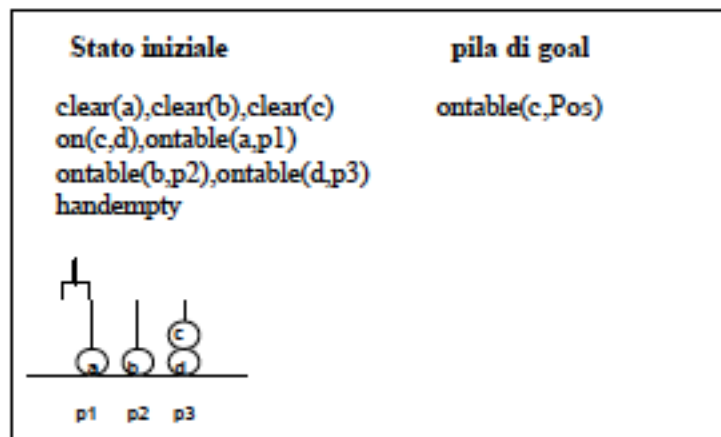 Stato iniziale
pila di goal
clear(a),clear(b),clear(c)
ontable(c,Pos)
on(c,d),ontable(a,p1)
ontable(b,p2),ontable(d,p3)
handempty
c
a b d
p1 p2 p3